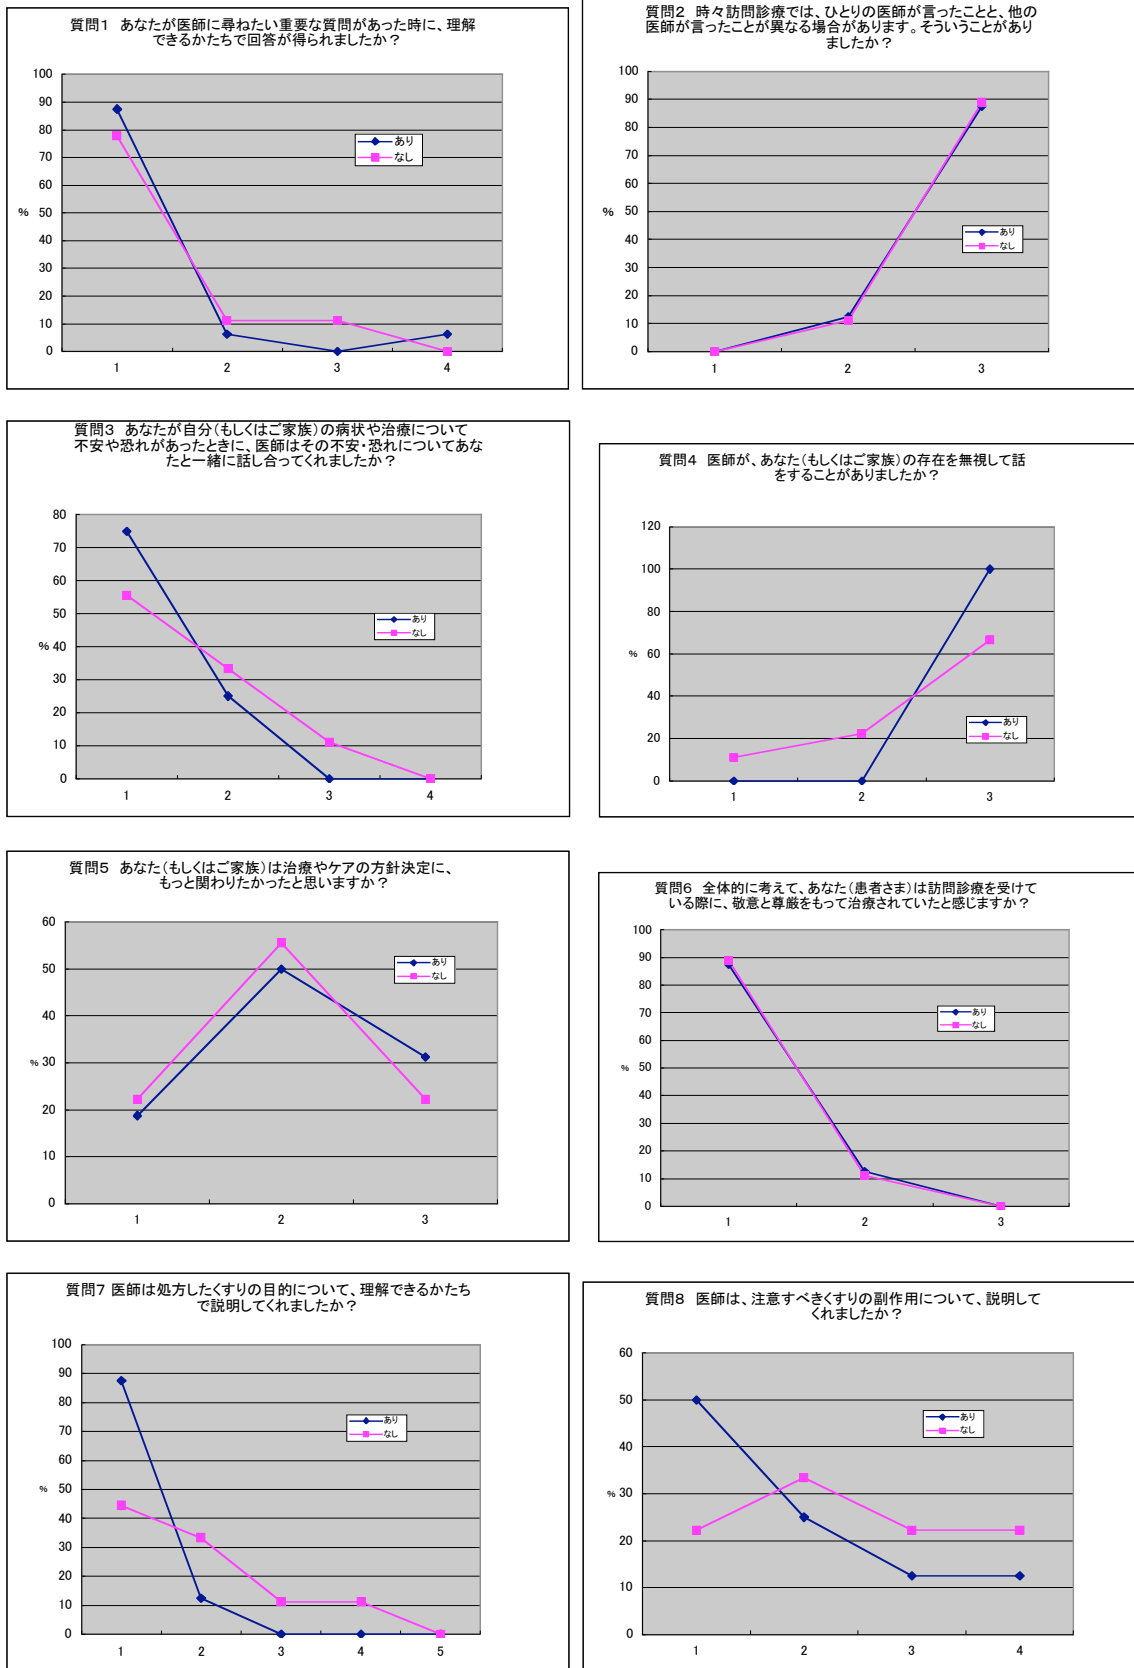 質問1 あなたが医師に尋ねたい重要な質問があった時に、理解
できるかたちで回答が得られましたか？
100
90
80
70
60
%
50
40
30
20
10
0
1 2 3 4
あり
なし
質問2 時々訪問診療では、ひとりの医師が言ったことと、他の
医師が言ったことが異なる場合があります。そういうことがあり
ましたか？
100
90
80
70
60
%
50
40
30
20
10
0
1 2 3
あり
なし
質問3 あなたが自分（もしくはご家族）の病状や治療について
不安や恐れがあったときに、医師はその不安・恐れについてあな
たと一緒に話し合ってくれましたか？
80
70
60
50
% 40
30
20
10
0
1 2 3 4
あり
なし
質問4 医師が、あなた（もしくはご家族）の存在を無視して話
をすることがありましたか？
120
100
80
% 60
40
20
0
1 2 3
あり
なし
質問5 あなた（もしくはご家族）は治療やケアの方針決定に、
もっと関わりたかったと思いますか？
60
50
40
% 30
20
10
0
1 2 3
あり
なし
質問6 全体的に考えて、あなた（患者さま）は訪問診療を受けて
いる際に、敬意と尊厳をもって治療されていたと感じますか？
100
90
80
70
60
% 50
40
30
20
10
0
1 2 3
あり
なし
質問7 医師は処方したくすりの目的について、理解できるかたち
で説明してくれましたか？
100
90
80
70
60
% 50
40
30
20
10
0
1 2 3 4 5
あり
なし
質問8 医師は、注意すべきくすりの副作用について、説明して
くれましたか？
60
50
40
% 30
20
10
0
1 2 3 4
あり
なし